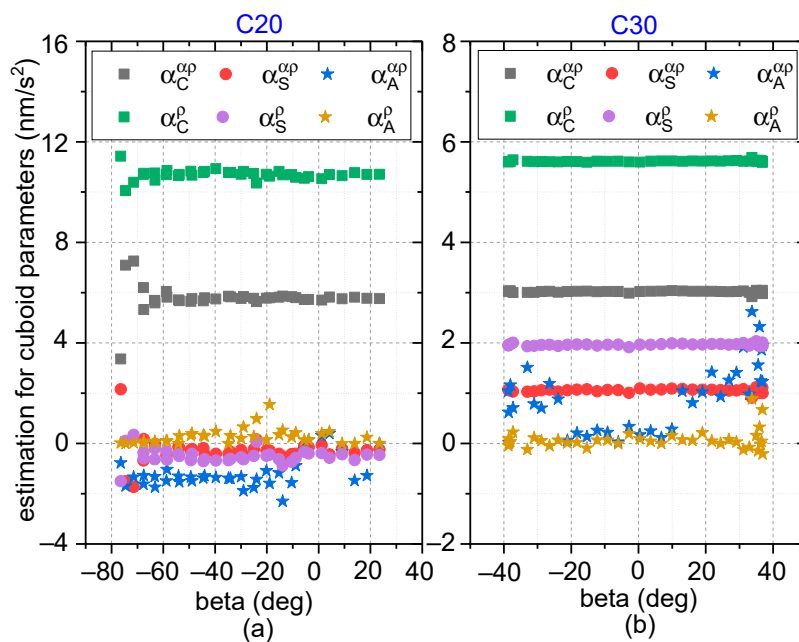 C20 C30
estimation for cuboid parameters (nm/s²)
16
12
8
4
0
−4
α_C^αρ α_S^αρ α_A^αρ
α_C^ρ α_S^ρ α_A^ρ
−80 −60 −40 −20 0 20 40
beta (deg)
(a)
8
6
4
2
0
−2
α_C^αρ α_S^αρ α_A^αρ
α_C^ρ α_S^ρ α_A^ρ
−40 −20 0 20 40
beta (deg)
(b)